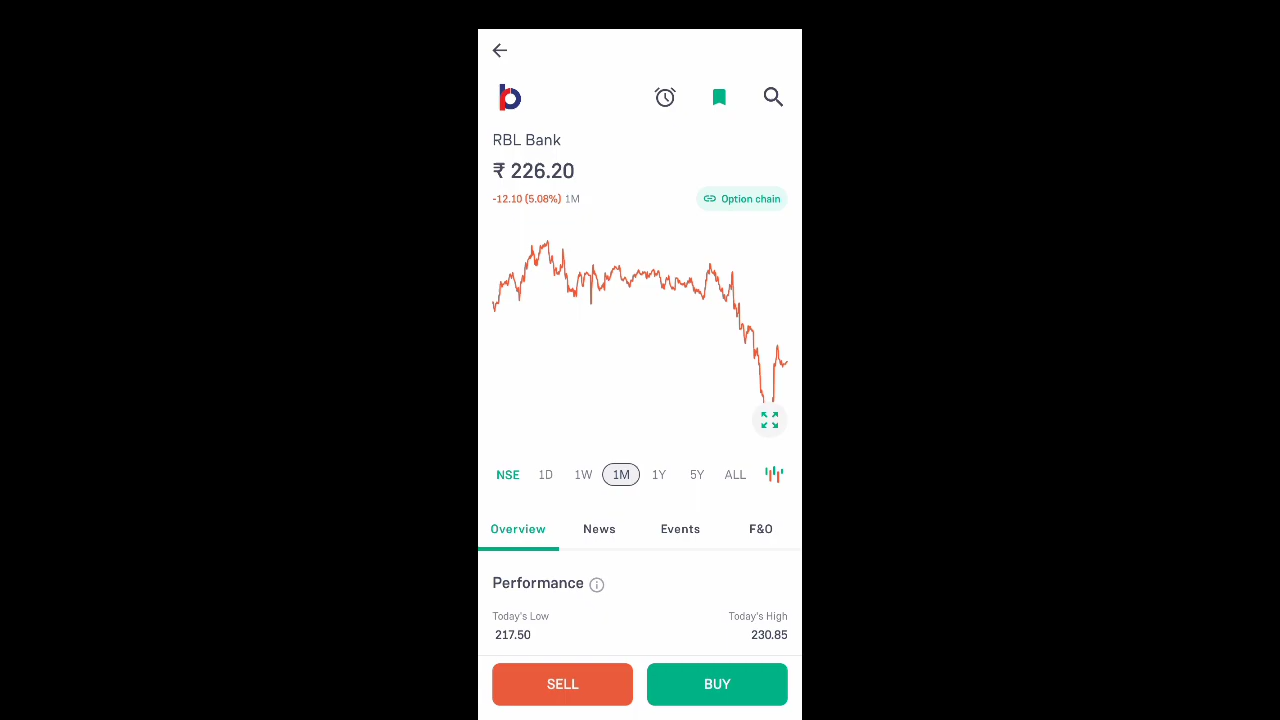 RBL Bank
₹ 226.20
-12.10 (5.08%) 1M
Option chain
NSE 1D 1W 1M 1Y 5Y ALL
Overview News Events F&O
Performance
Today's Low Today's High
217.50 230.85
SELL BUY